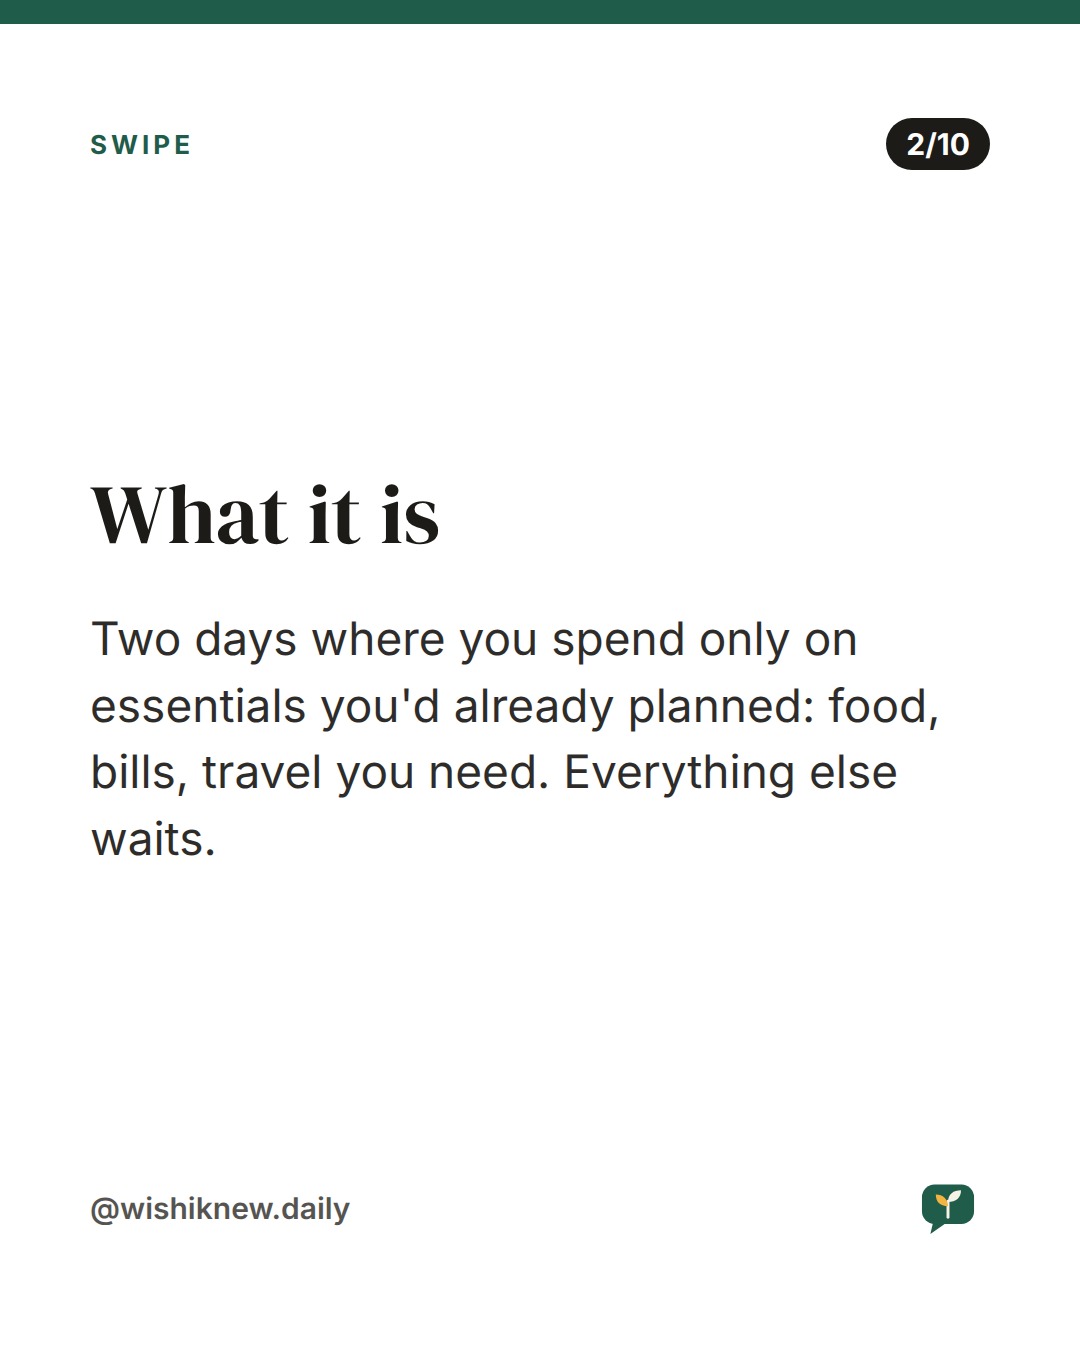 SWIPE
2/10
What it is
Two days where you spend only on
essentials you'd already planned: food,
bills, travel you need. Everything else
waits.
@wishiknew.daily